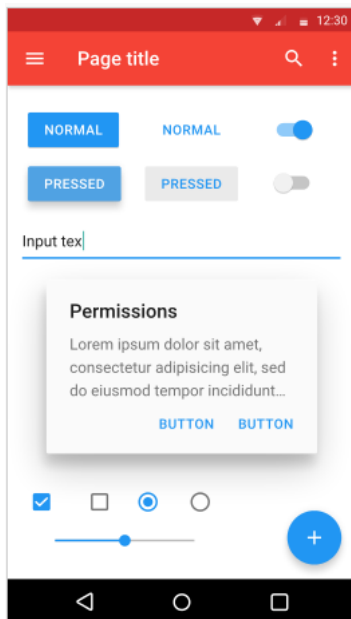 12:30
Page title
NORMAL NORMAL
PRESSED PRESSED
Input tex
Permissions
Lorem ipsum dolor sit amet,
consectetur adipisicing elit, sed
do eiusmod tempor incididunt...
BUTTON BUTTON